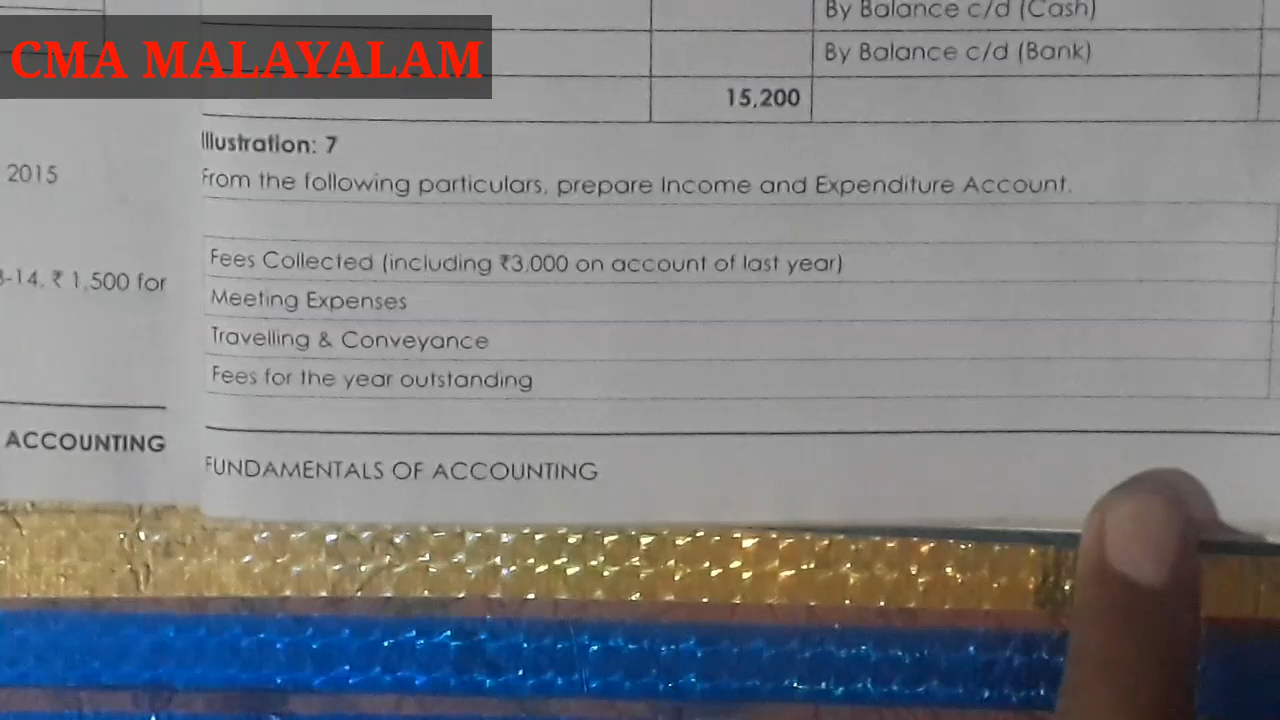 CMA MALAYALAM
By Balance c/d (Cash)
By Balance c/d (Bank)
15,200
Illustration: 7
2015
From the following particulars, prepare Income and Expenditure Account.
Fees Collected (including ₹3,000 on account of last year)
3-14, ₹ 1,500 for
Meeting Expenses
Travelling & Conveyance
Fees for the year outstanding
ACCOUNTING
FUNDAMENTALS OF ACCOUNTING